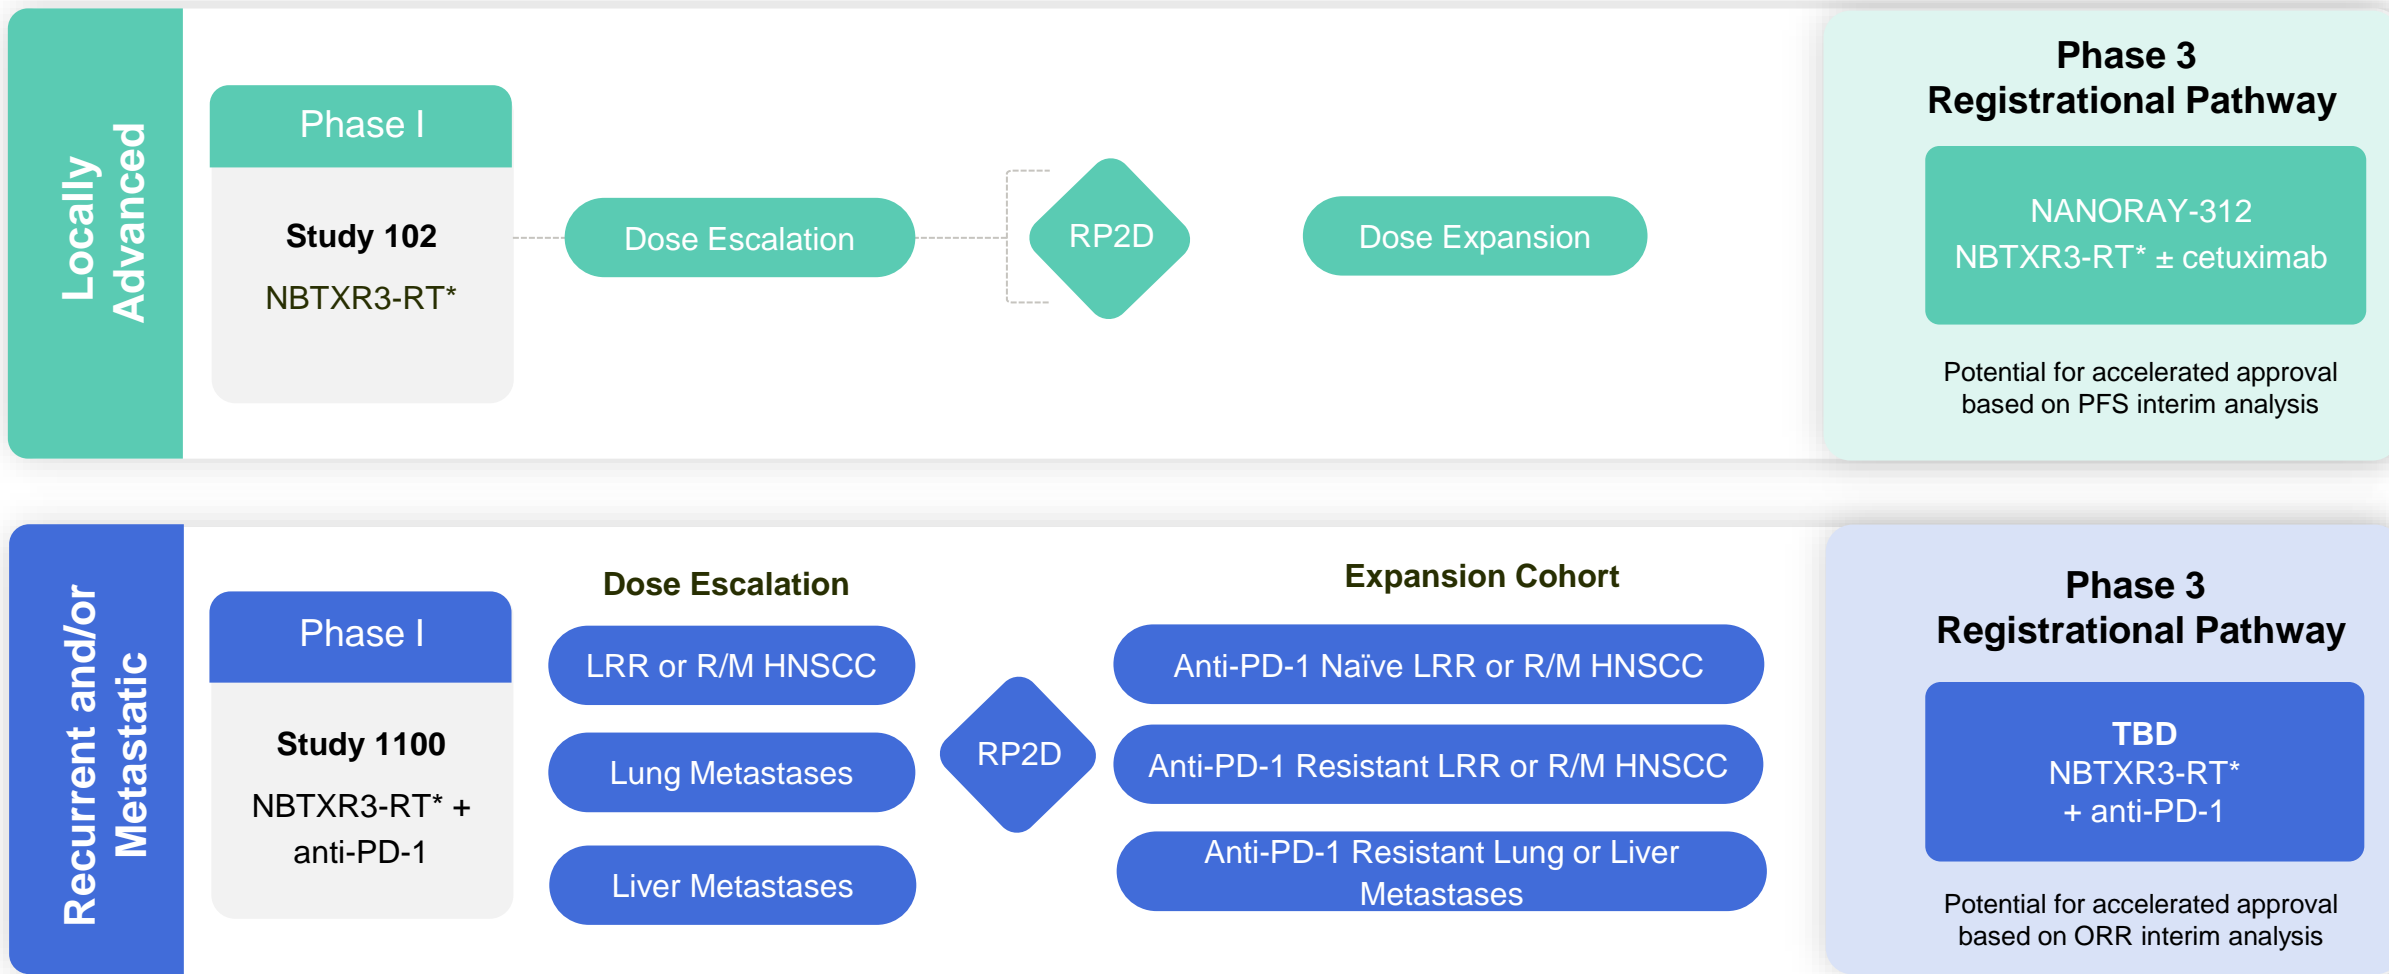 Locally
Advanced
Phase I
Study 102
NBTXR3-RT*
Dose Escalation
RP2D
Dose Expansion
Phase 3
Registrational Pathway
NANORAY-312
NBTXR3-RT* ± cetuximab
Potential for accelerated approval
based on PFS interim analysis
Recurrent and/or
Metastatic
Phase I
Study 1100
NBTXR3-RT* +
anti-PD-1
Dose Escalation
LRR or R/M HNSCC
Lung Metastases
Liver Metastases
RP2D
Expansion Cohort
Anti-PD-1 Naïve LRR or R/M HNSCC
Anti-PD-1 Resistant LRR or R/M HNSCC
Anti-PD-1 Resistant Lung or Liver
Metastases
Phase 3
Registrational Pathway
TBD
NBTXR3-RT*
+ anti-PD-1
Potential for accelerated approval
based on ORR interim analysis